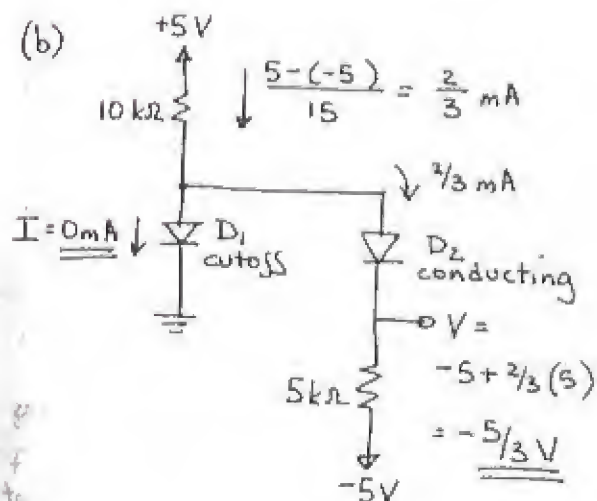 (b)
+5V
5-(-5) / 15 = 2/3 mA
10kΩ
2/3 mA
I = 0mA
D₁
cutoff
D₂
conducting
V =
-5 + 2/3 (5)
= -5/3 V
5kΩ
-5V